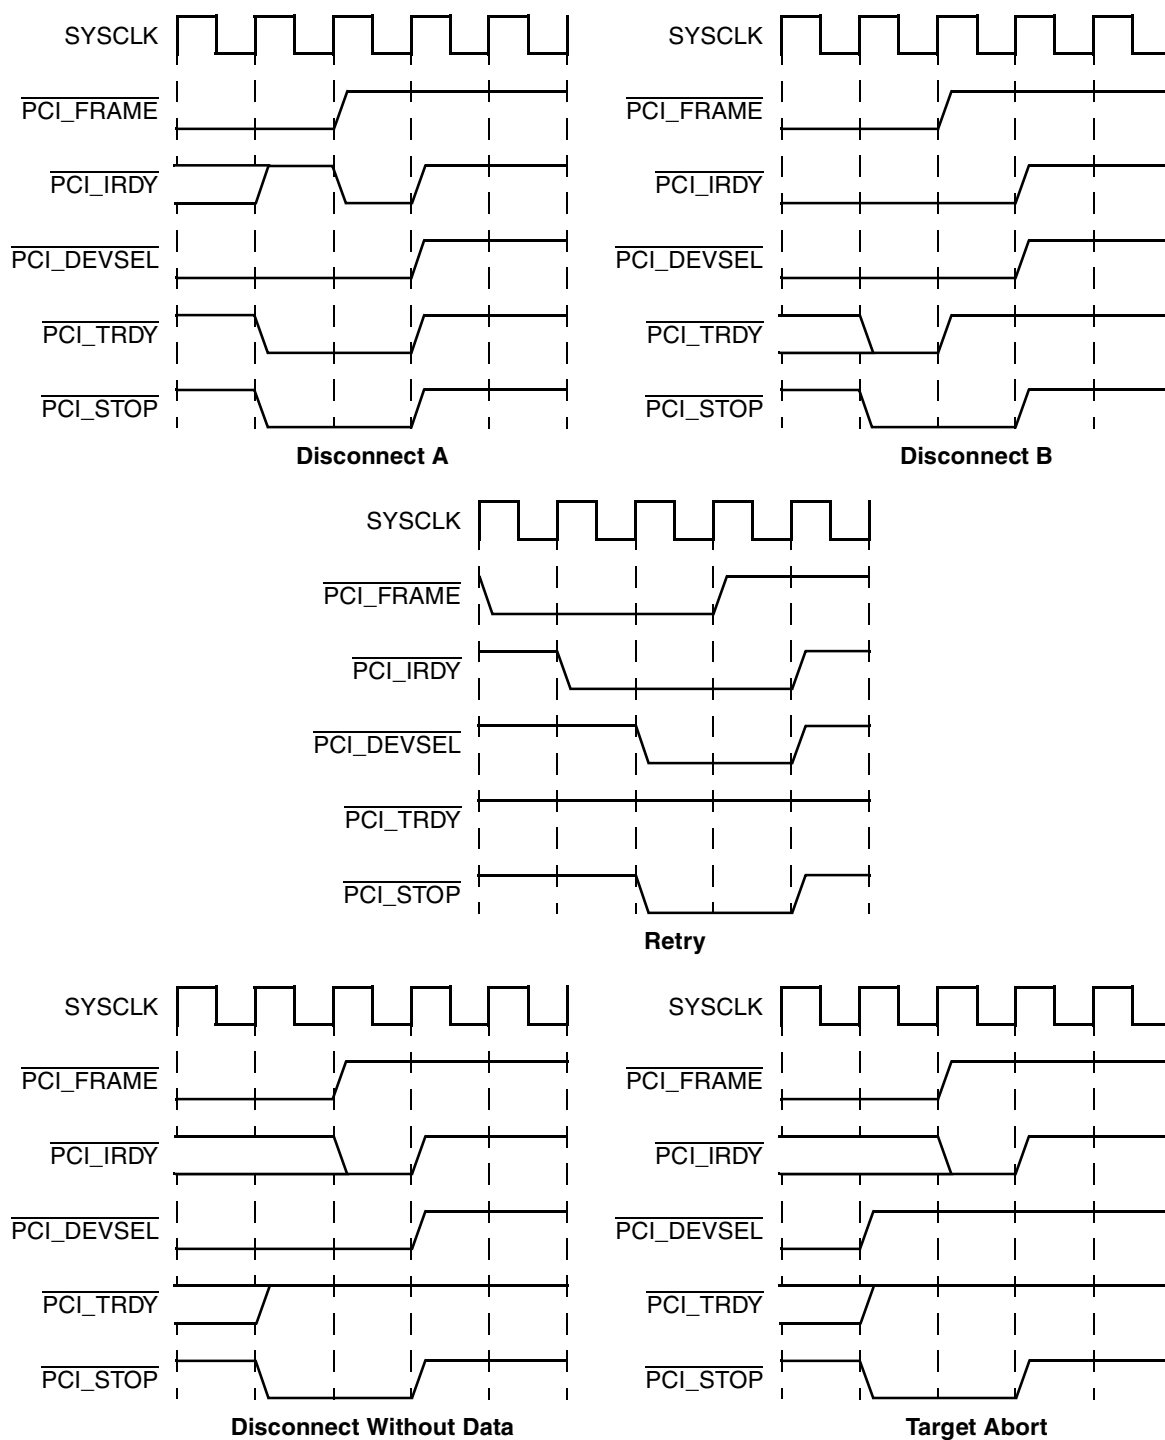 SYSCLK
PCI_FRAME
PCI_IRDY
PCI_DEVSEL
PCI_TRDY
PCI_STOP
Disconnect A
SYSCLK
PCI_FRAME
PCI_IRDY
PCI_DEVSEL
PCI_TRDY
PCI_STOP
Disconnect B
SYSCLK
PCI_FRAME
PCI_IRDY
PCI_DEVSEL
PCI_TRDY
PCI_STOP
Retry
SYSCLK
PCI_FRAME
PCI_IRDY
PCI_DEVSEL
PCI_TRDY
PCI_STOP
Disconnect Without Data
SYSCLK
PCI_FRAME
PCI_IRDY
PCI_DEVSEL
PCI_TRDY
PCI_STOP
Target Abort